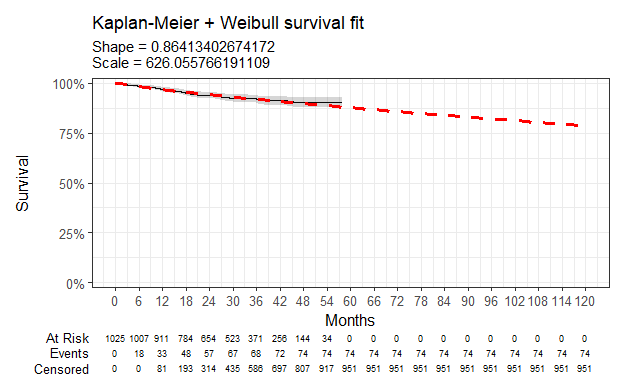 Kaplan-Meier + Weibull survival fit
Shape = 0.86413402674172
Scale = 626.055766191109
100%
75%
50%
25%
0%
Survival
0 6 12 18 24 30 36 42 48 54 60 66 72 78 84 90 96 102 108 114 120
Months
At Risk 1025 1007 911 784 654 523 371 256 144 34 0 0 0 0 0 0 0 0 0 0 0
Events 0 18 33 48 57 67 68 72 74 74 74 74 74 74 74 74 74 74 74 74 74
Censored 0 0 81 193 314 435 586 697 807 917 951 951 951 951 951 951 951 951 951 951 951